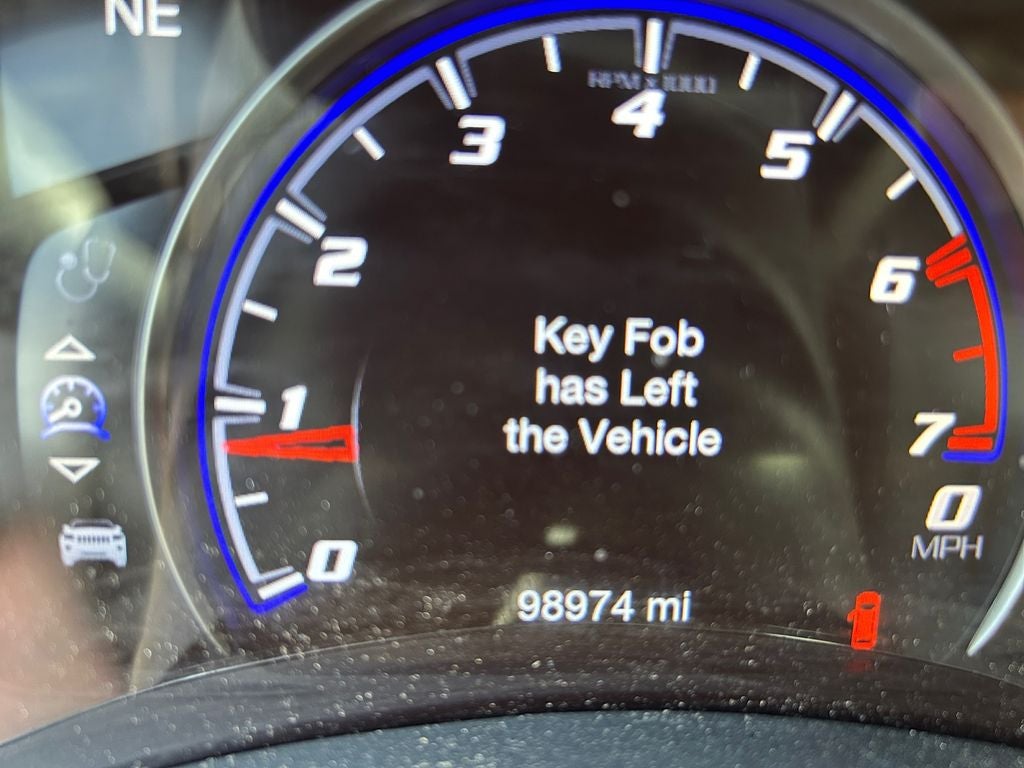 NE
RPM x 1000
0
1
2
3
4
5
6
7
Key Fob
has Left
the Vehicle
0
MPH
98974 mi